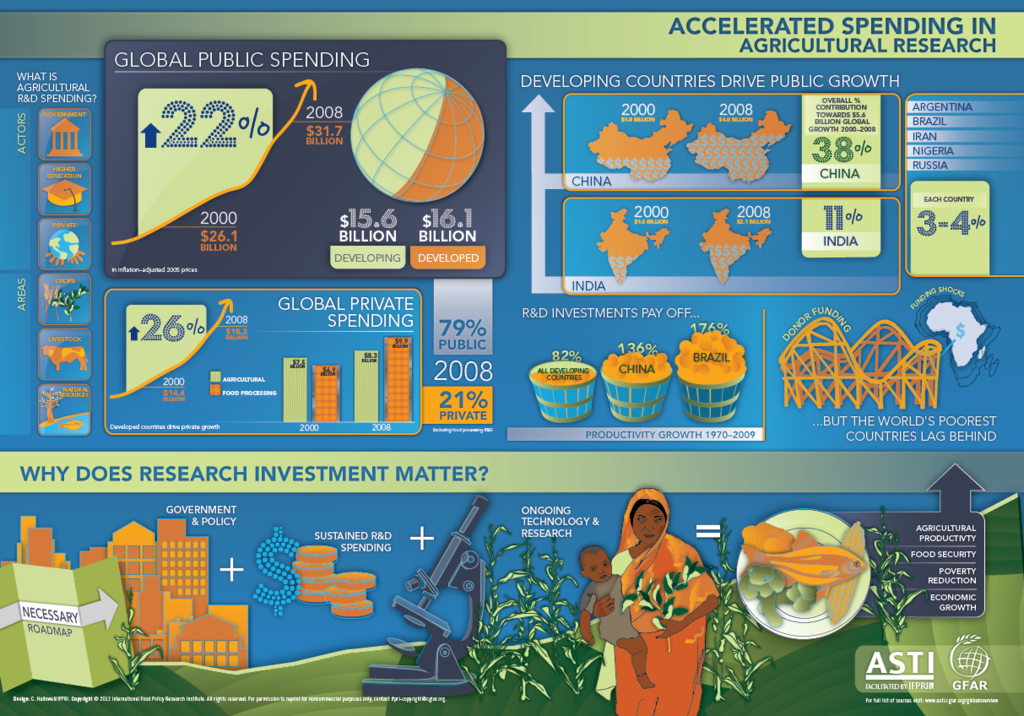 ACCELERATED SPENDING IN
AGRICULTURAL RESEARCH
WHAT IS
AGRICULTURAL
R&D SPENDING?
ACTORS
GOVERNMENT
HIGHER
EDUCATION
PRIVATE
AREAS
CROPS
LIVESTOCK
NATURAL
RESOURCES
GLOBAL PUBLIC SPENDING
22%
2008
$31.7
BILLION
2000
$26.1
BILLION
$15.6
BILLION
DEVELOPING
$16.1
BILLION
DEVELOPED
In inflation-adjusted 2005 prices
GLOBAL PRIVATE
SPENDING
26%
2008
$18.2
BILLION
2000
$14.4
BILLION
AGRICULTURAL
FOOD PROCESSING
$7.5
BILLION
$6.9
BILLION
$8.3
BILLION
$9.9
BILLION
2000
2008
Developed countries drive private growth
79%
PUBLIC
2008
21%
PRIVATE
Excluding food processing R&D
DEVELOPING COUNTRIES DRIVE PUBLIC GROWTH
2000
2008
$4.0 BILLION
CHINA
OVERALL %
CONTRIBUTION
TOWARDS $5.6
BILLION GLOBAL
GROWTH 2000–2008
38%
CHINA
2000
$1.5 BILLION
2008
$2.1 BILLION
INDIA
11%
INDIA
ARGENTINA
BRAZIL
IRAN
NIGERIA
RUSSIA
EACH COUNTRY
3-4%
R&D INVESTMENTS PAY OFF...
82%
ALL DEVELOPING
COUNTRIES
136%
CHINA
176%
BRAZIL
PRODUCTIVITY GROWTH 1970–2009
DONOR FUNDING
FUNDING SHOCKS
$
...BUT THE WORLD'S POOREST
COUNTRIES LAG BEHIND
WHY DOES RESEARCH INVESTMENT MATTER?
NECESSARY
ROADMAP
GOVERNMENT
& POLICY
+
$
SUSTAINED R&D
SPENDING
+
ONGOING
TECHNOLOGY &
RESEARCH
=
AGRICULTURAL
PRODUCTIVITY
FOOD SECURITY
POVERTY
REDUCTION
ECONOMIC
GROWTH
ASTI
FACILITATED BY IFPRI
GFAR
For full list of sources visit: www.asti.cgiar.org/globaloverview
Copyright © 2012 International Food Policy Research Institute. All rights reserved. For permission to reprint for noncommercial purposes only, contact ifpri-copyright@cgiar.org.